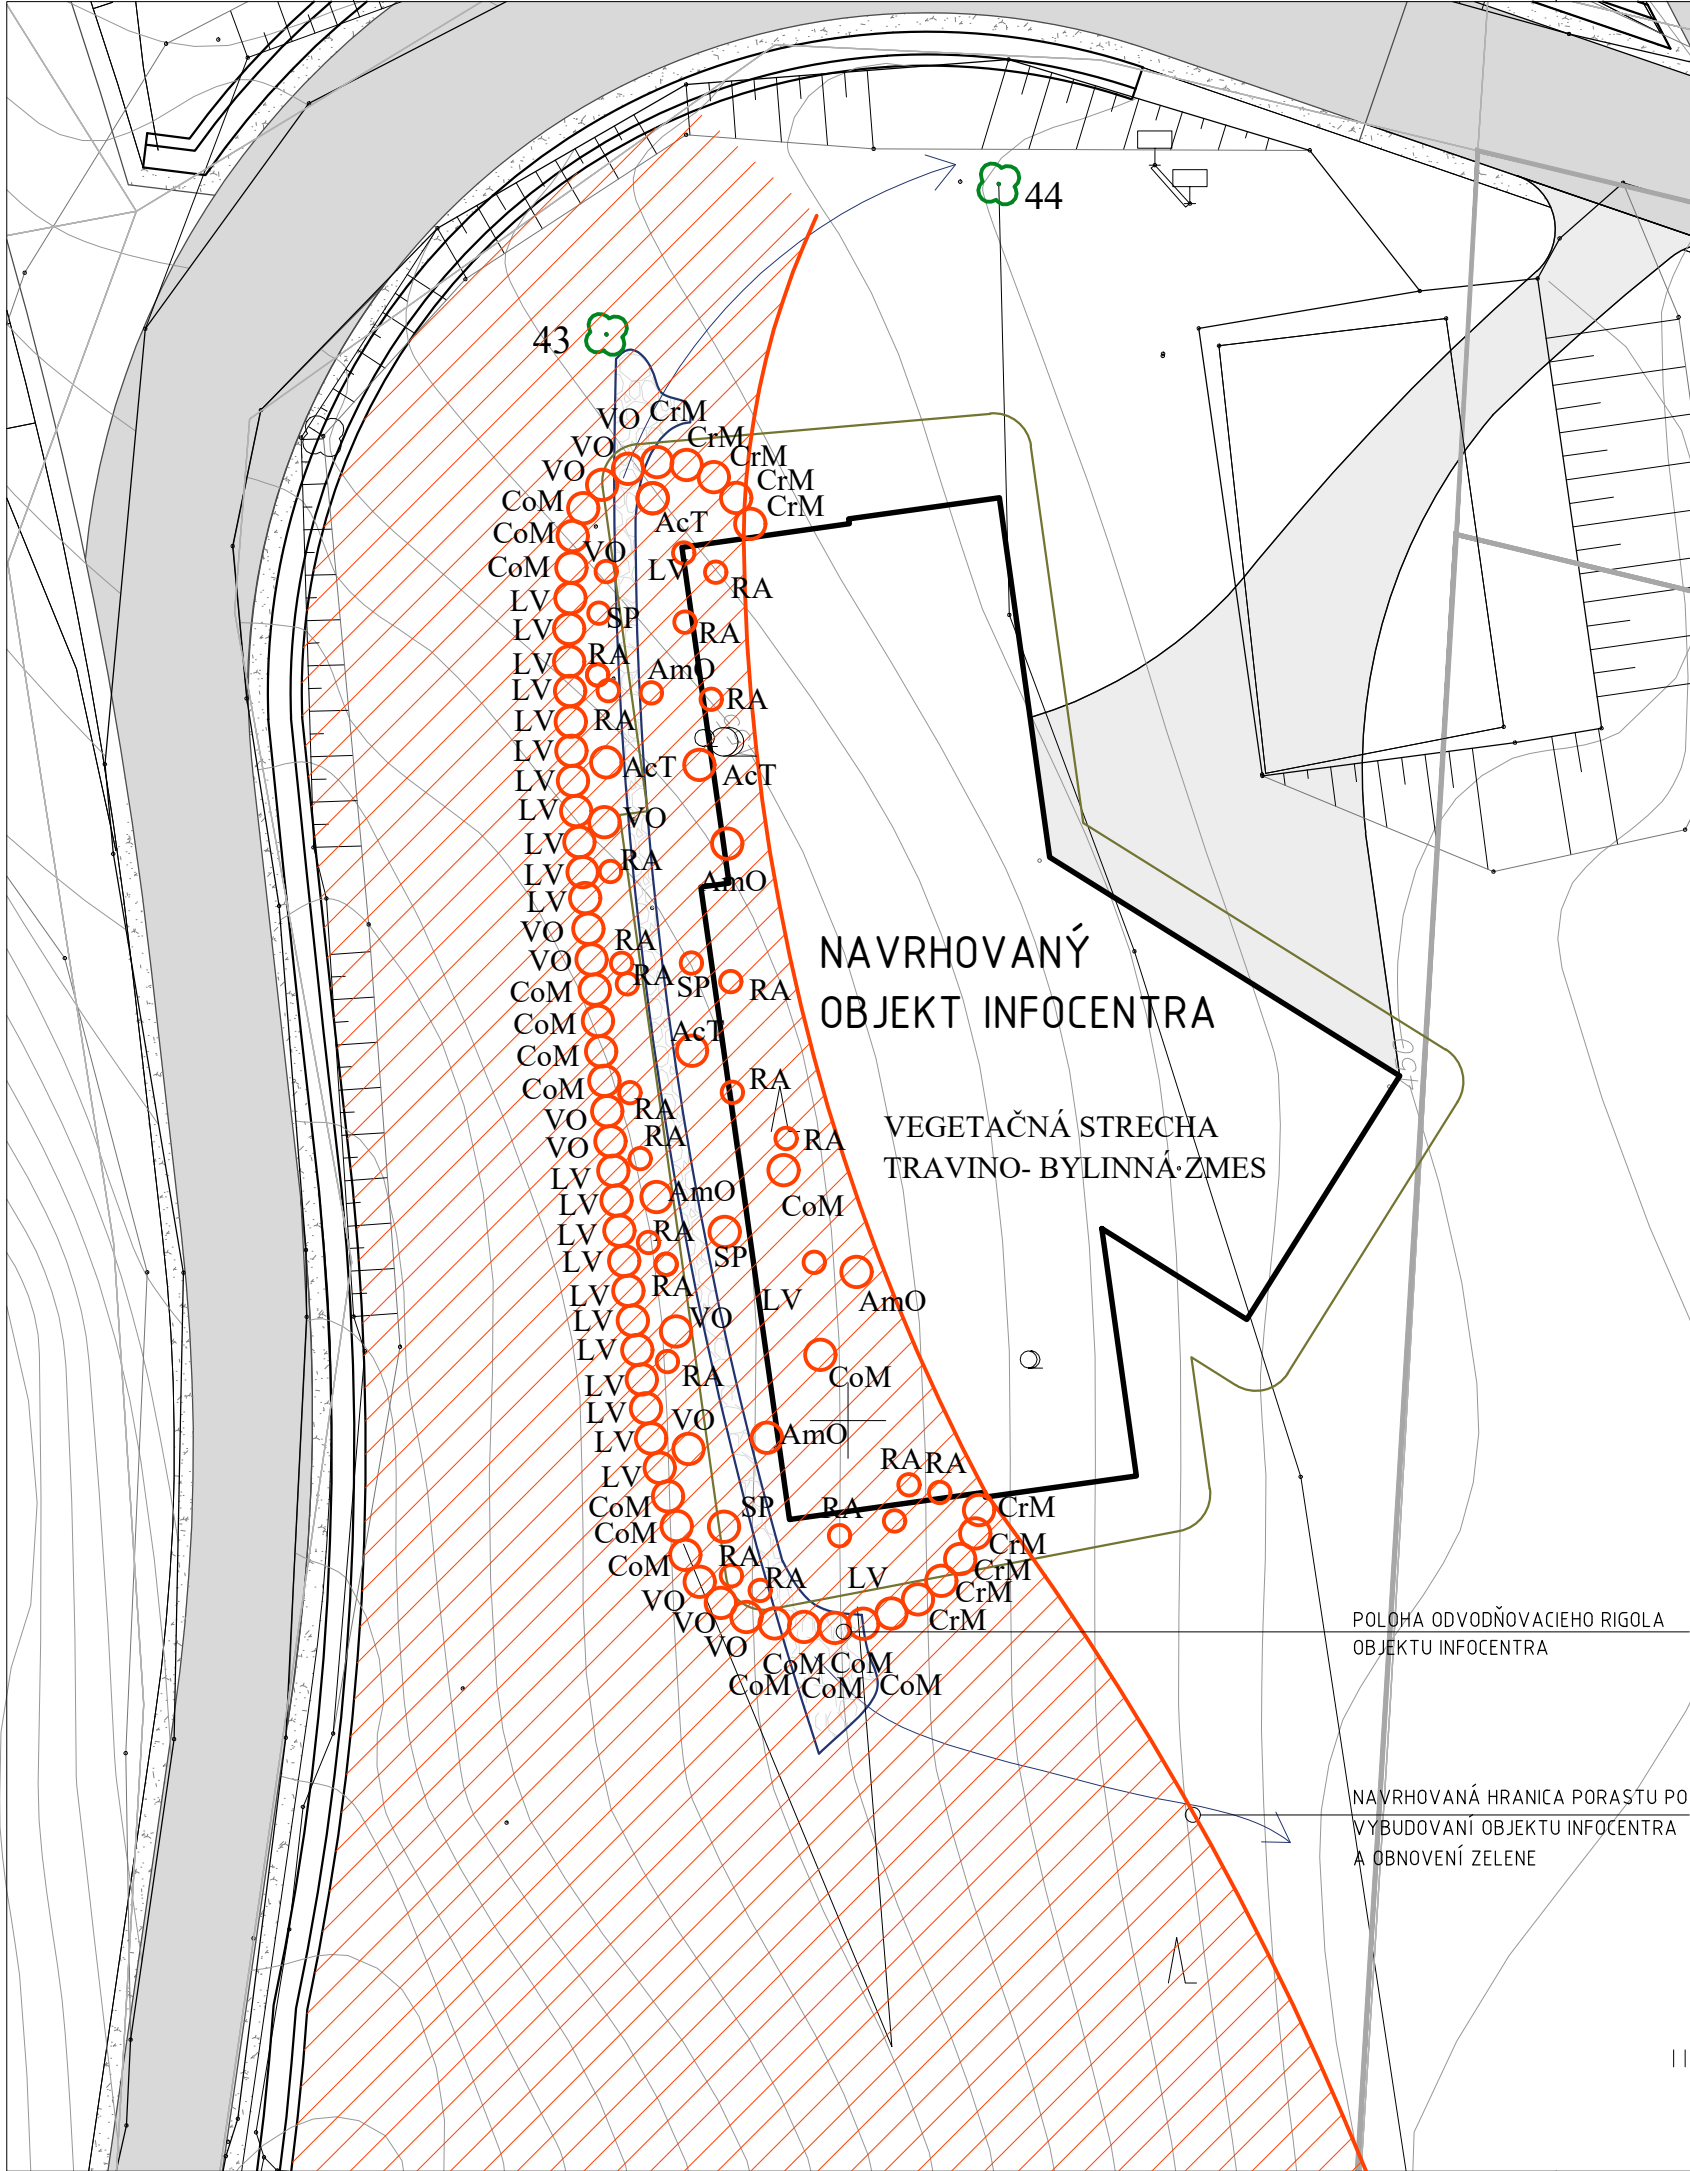 44
43
VO CrM
VO CrM
VO CrM
CoM CrM
AcT CrM
CoM
VO
CoM LV
RA
LV
SP
LV RA
RA
LV AmO
LV RA
LV RA
LV
AcT AcT
LV
LV VO
LV
RA
LV AmO
LV
VO RA
VO
RA SP RA
CoM
CoM AcT
CoM
CoM RA
RA
VO
RA RA
VO
LV AmO
LV CoM
LV RA
SP
LV
RA
LV LV AmO
LV VO
LV
RA CoM
LV
LV VO
LV AmO
LV RA RA
CoM SP RA CrM
CoM CrM
CoM RA CrM
RA LV
VO CrM
VO CrM
VO
CoM CoM
CoM CoM CoM
NAVRHOVANÝ
OBJEKT INFOCENTRA
450
VEGETAČNÁ STRECHA
TRAVINO- BYLINNÁ ZMES
POLOHA ODVODŇOVACIEHO RIGOLA
OBJEKTU INFOCENTRA
NAVRHOVANÁ HRANICA PORASTU PO
VYBUDOVANÍ OBJEKTU INFOCENTRA
A OBNOVENÍ ZELENE